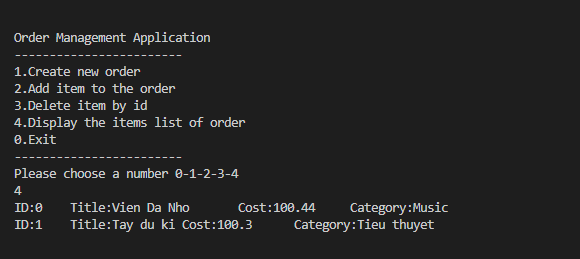 Order Management Application
------------------------
1.Create new order
2.Add item to the order
3.Delete item by id
4.Display the items list of order
0.Exit
------------------------
Please choose a number 0-1-2-3-4
4
ID:0    Title:Vien Da Nho       Cost:100.44     Category:Music
ID:1    Title:Tay du ki Cost:100.3      Category:Tieu thuyet